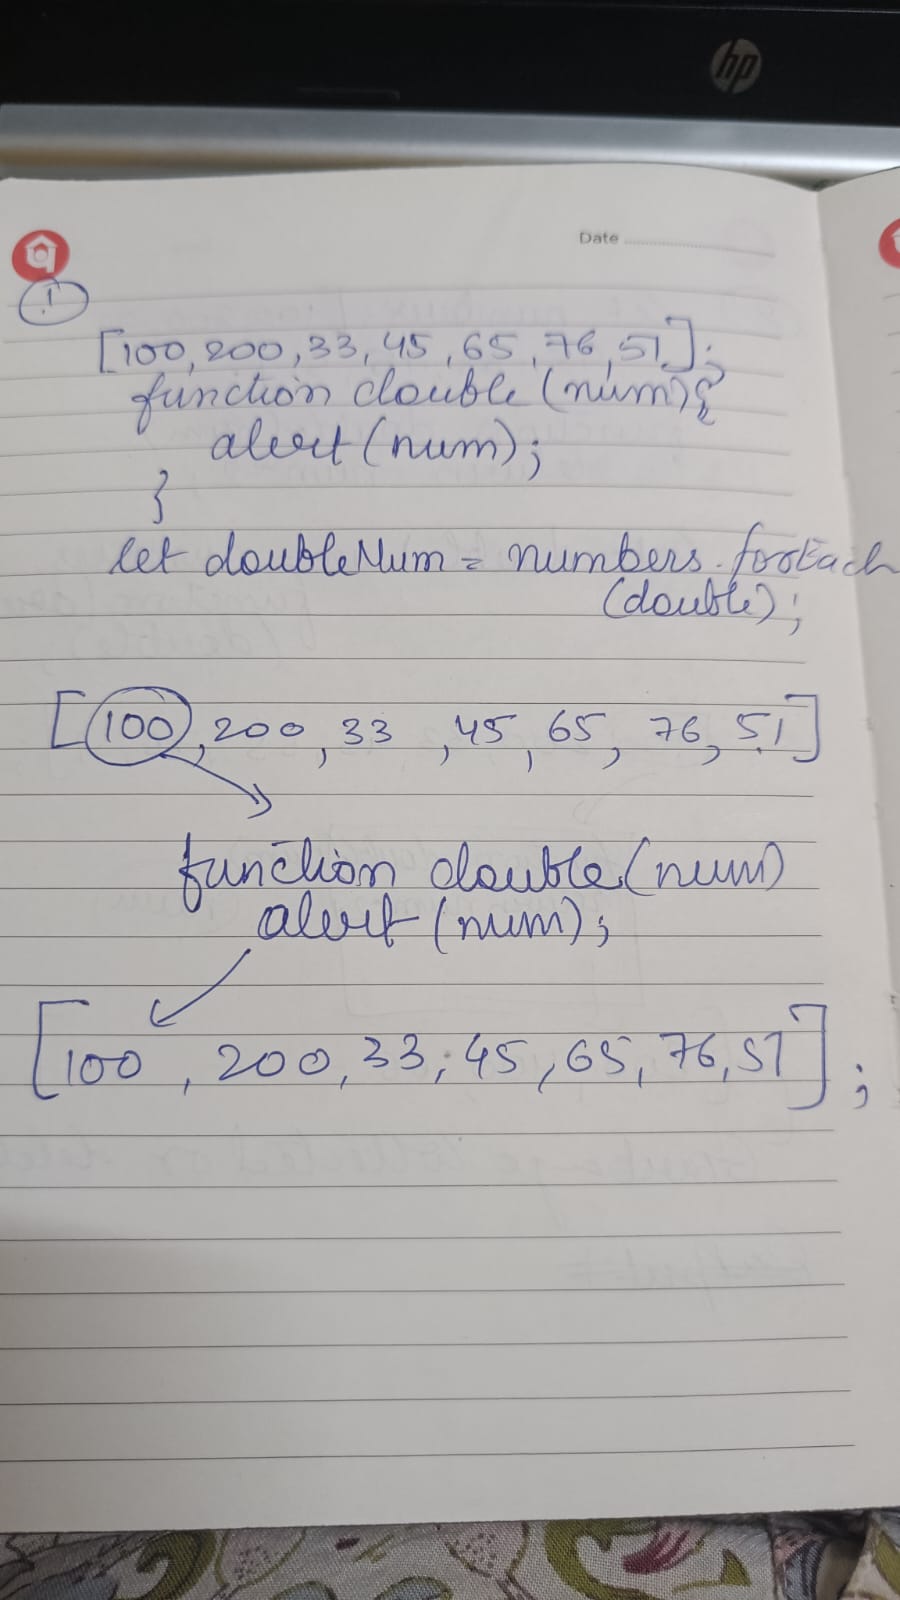 hp
Date
1
[100,200,33,45,65,76,51];
function double(num){
alert(num);
}
let doubleNum = numbers.forEach
(double);
[100,200,33,45,65,76,51]
function double(num)
alert(num);
[100,200,33,45,65,76,51];